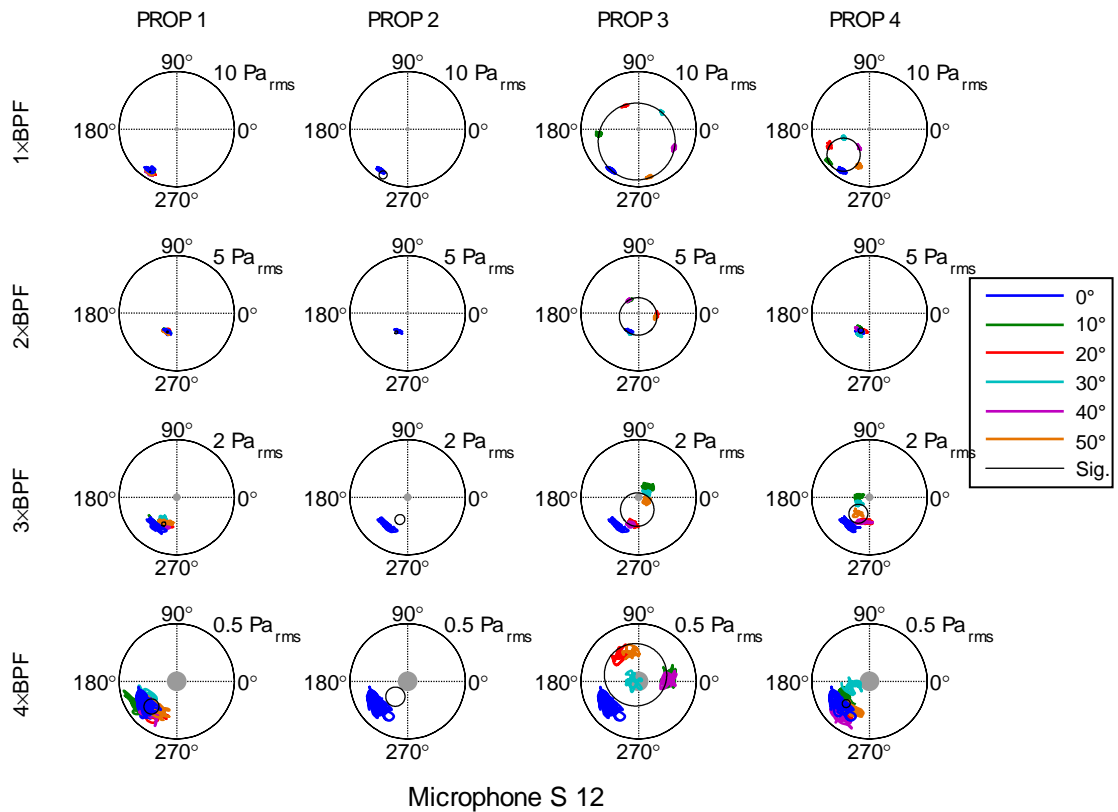 PROP 1 PROP 2 PROP 3 PROP 4
1×BPF
90° 10 Pa rms 90° 10 Pa rms 90° 10 Pa rms 90° 10 Pa rms
180° 0° 180° 0° 180° 0° 180° 0°
270° 270° 270° 270°
2×BPF
90° 5 Pa rms 90° 5 Pa rms 90° 5 Pa rms 90° 5 Pa rms
180° 0° 180° 0° 180° 0° 180° 0°
270° 270° 270° 270°
0°
10°
20°
30°
40°
50°
Sig.
3×BPF
90° 2 Pa rms 90° 2 Pa rms 90° 2 Pa rms 90° 2 Pa rms
180° 0° 180° 0° 180° 0° 180° 0°
270° 270° 270° 270°
4×BPF
90° 0.5 Pa rms 90° 0.5 Pa rms 90° 0.5 Pa rms 90° 0.5 Pa rms
180° 0° 180° 0° 180° 0° 180° 0°
270° 270° 270° 270°
Microphone S 12